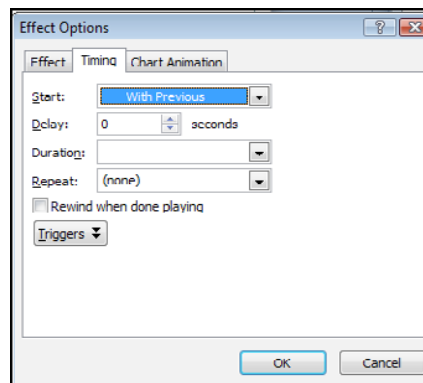 Effect Options
Effect Timing Chart Animation
Start: With Previous
Delay: 0 seconds
Duration:
Repeat: (none)
Rewind when done playing
Triggers
OK Cancel